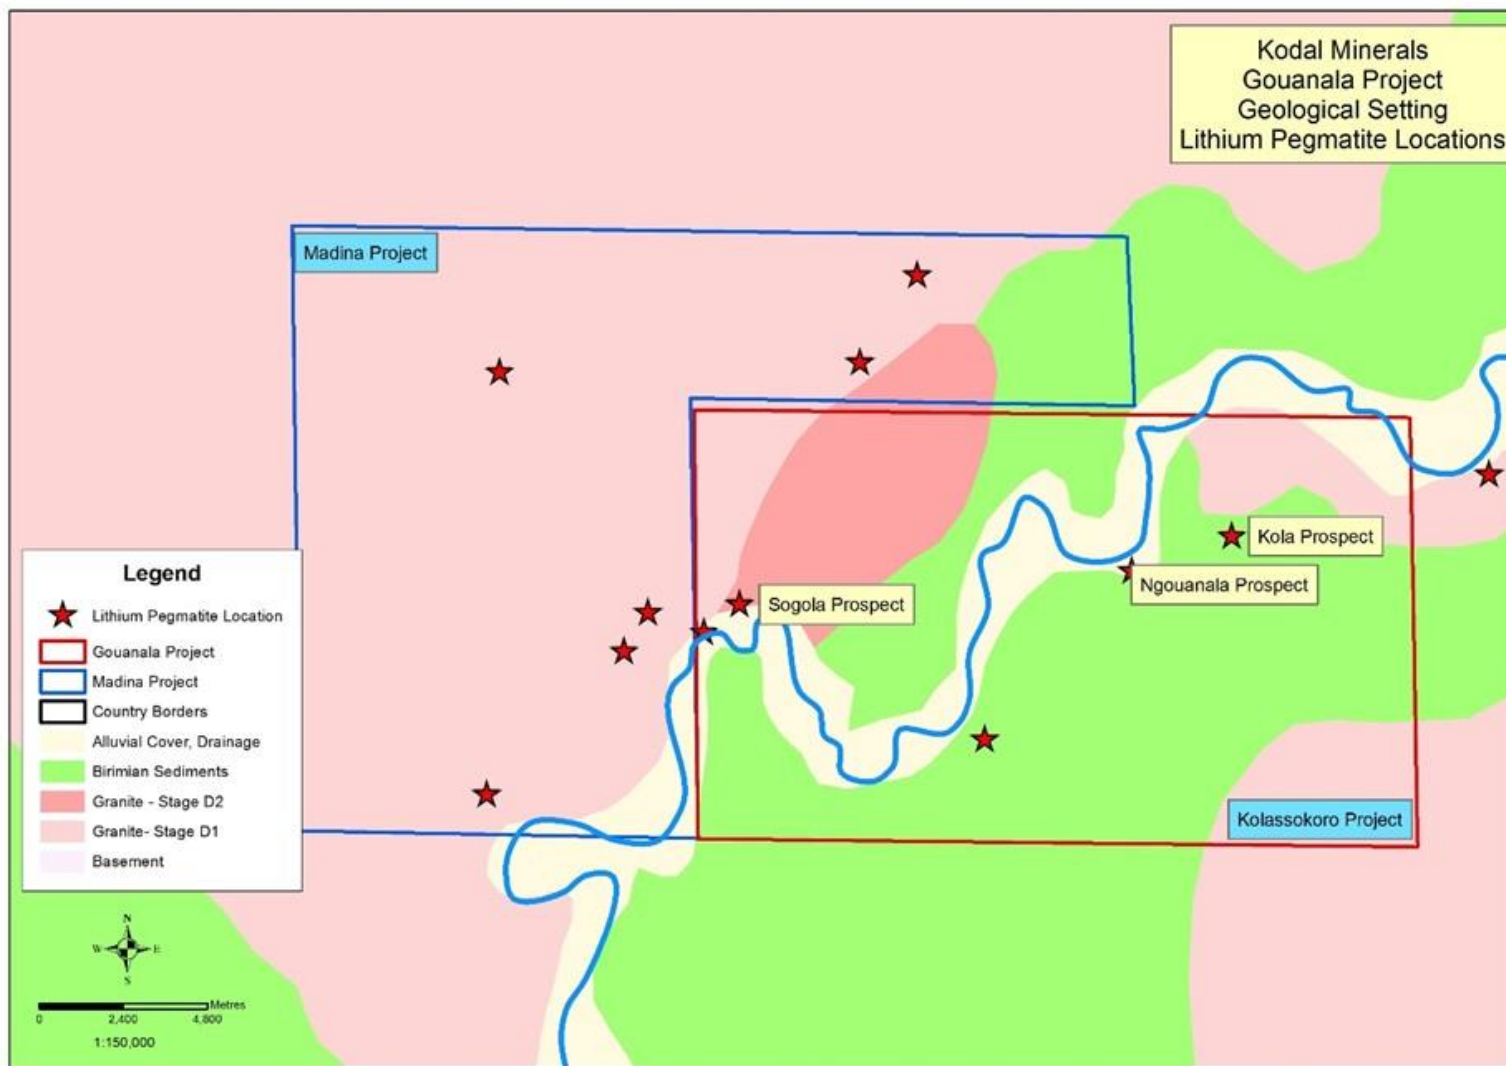 Kodal Minerals
Gouanala Project
Geological Setting
Lithium Pegmatite Locations
Madina Project
Kola Prospect
Ngouanala Prospect
Sogola Prospect
Kolassokoro Project
Legend
Lithium Pegmatite Location
Gouanala Project
Madina Project
Country Borders
Alluvial Cover, Drainage
Birimian Sediments
Granite - Stage D2
Granite- Stage D1
Basement
N
W E
S
Metres
0 2,400 4,800
1:150,000